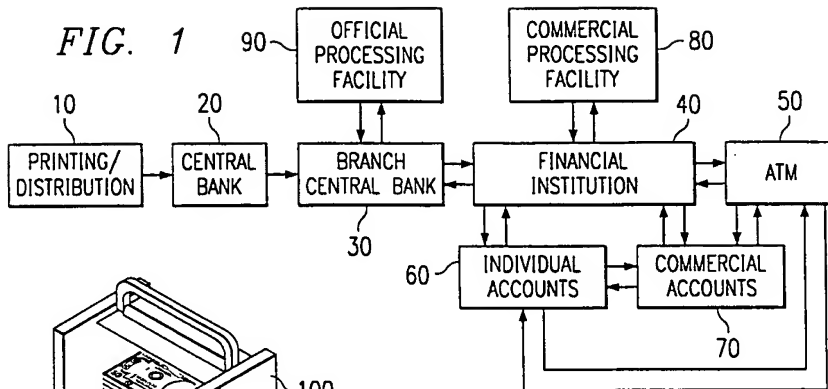 FIG. 1
90
OFFICIAL
PROCESSING
FACILITY
COMMERCIAL
PROCESSING
FACILITY
80
10
20
40
50
PRINTING/
DISTRIBUTION
CENTRAL
BANK
BRANCH
CENTRAL BANK
FINANCIAL
INSTITUTION
ATM
30
60
INDIVIDUAL
ACCOUNTS
COMMERCIAL
ACCOUNTS
70
100